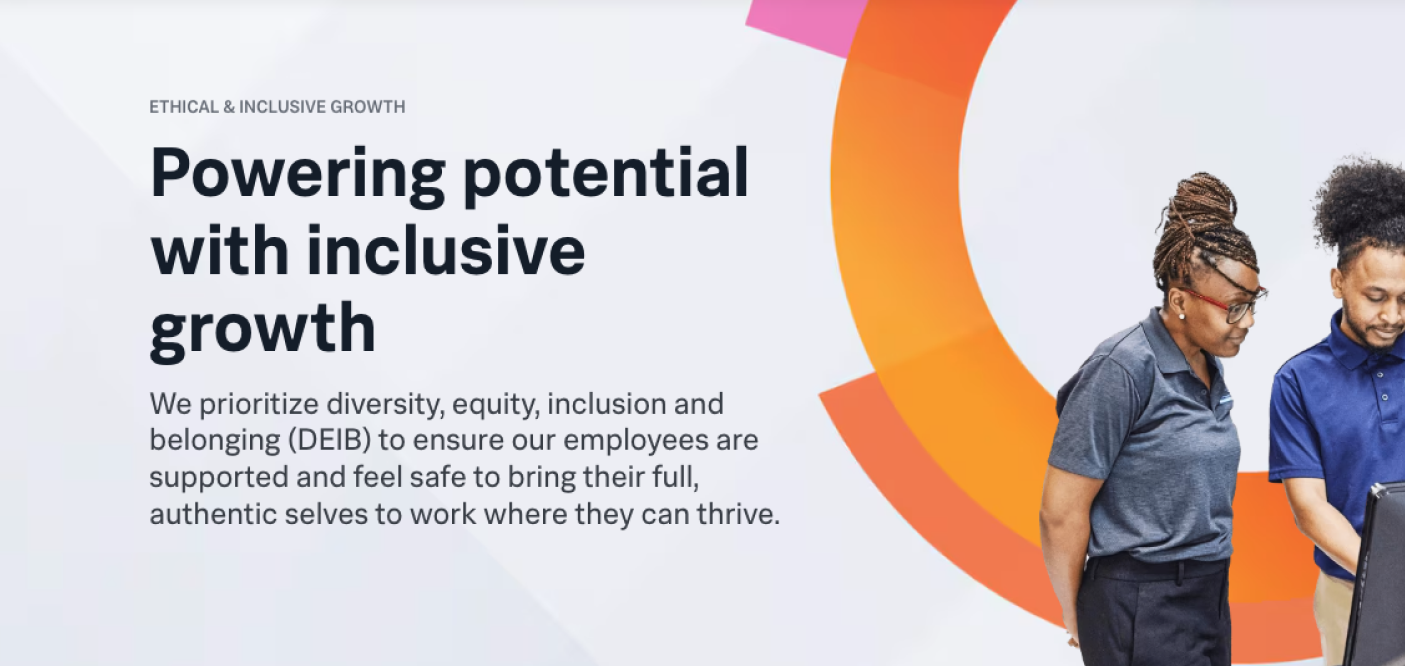 ETHICAL & INCLUSIVE GROWTH
Powering potential
with inclusive
growth
We prioritize diversity, equity, inclusion and
belonging (DEIB) to ensure our employees are
supported and feel safe to bring their full,
authentic selves to work where they can thrive.